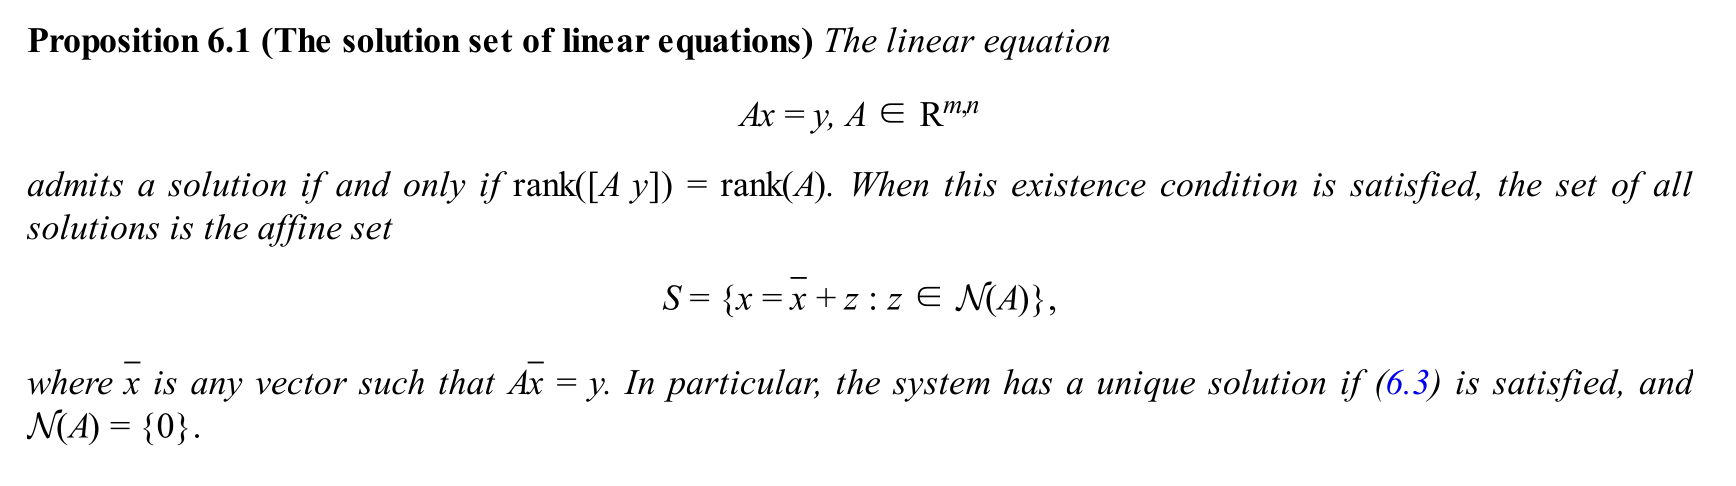 Proposition 6.1 (The solution set of linear equations) The linear equation
Ax = y, A ∈ R^{m,n}
admits a solution if and only if rank([A y]) = rank(A). When this existence condition is satisfied, the set of all
solutions is the affine set
S = {x = x̅ + z : z ∈ 𝒩(A)},
where x̅ is any vector such that Ax̅ = y. In particular, the system has a unique solution if (6.3) is satisfied, and
𝒩(A) = {0}.